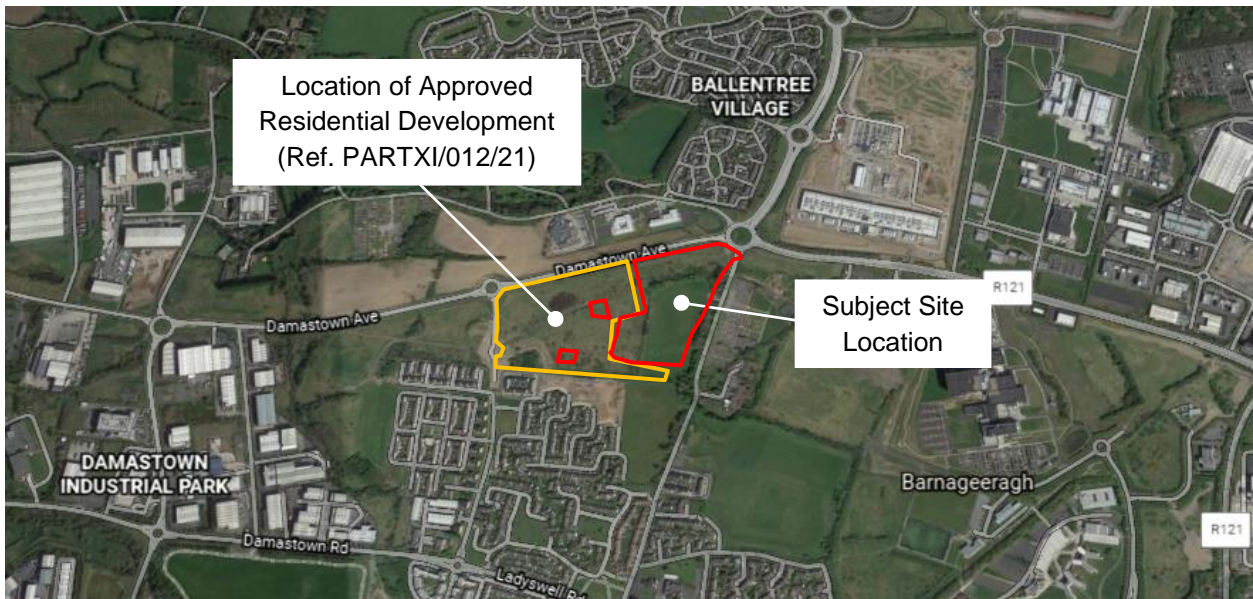 Location of Approved
Residential Development
(Ref. PARTXI/012/21)
BALLENTREE
VILLAGE
Damastown Ave
R121
Damastown Ave
Subject Site
Location
DAMASTOWN
INDUSTRIAL PARK
Barnageeragh
R121
Damastown Rd
Ladyswell Rd